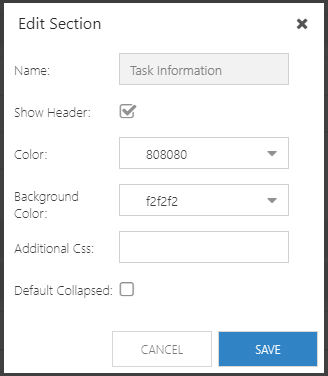 Edit Section
Name: Task Information
Show Header:
Color: 808080
Background
Color: f2f2f2
Additional Css:
Default Collapsed:
CANCEL SAVE